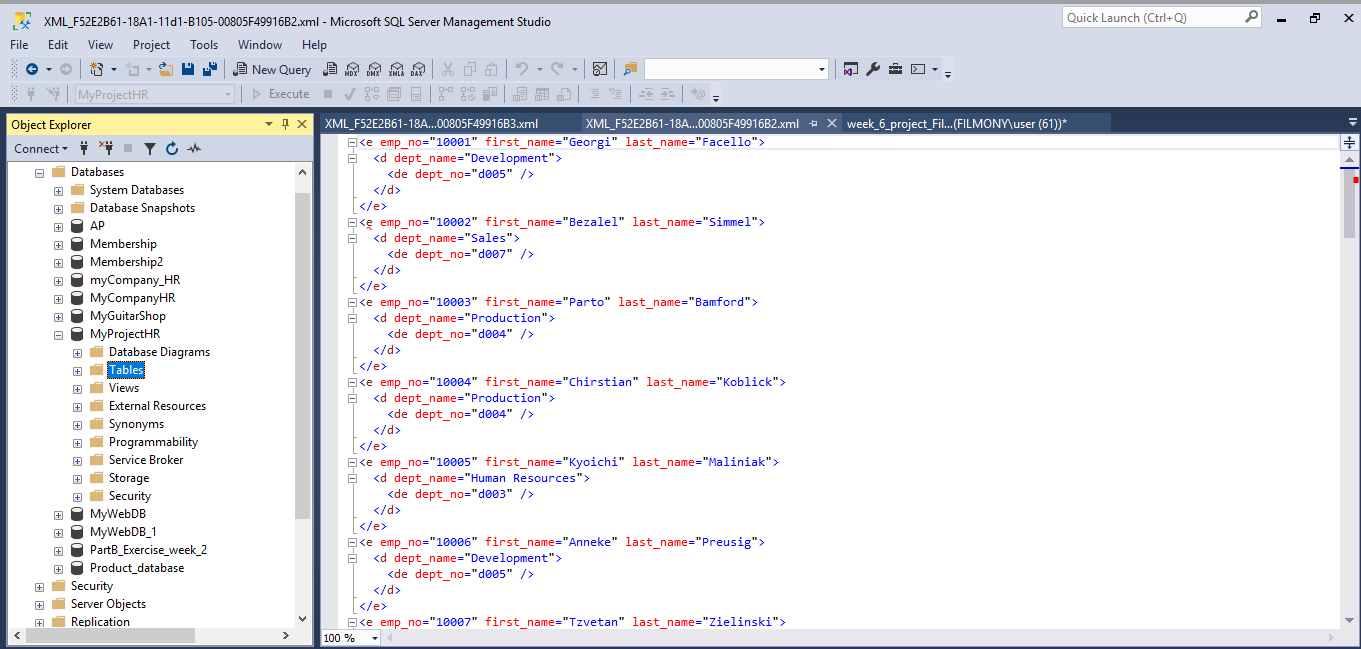 XML_F52E2B61-18A1-11d1-B105-00805F49916B2.xml - Microsoft SQL Server Management Studio
Quick Launch (Ctrl+Q)
File Edit View Project Tools Window Help
New Query MDX DMX XMLA DAX
MyProjectHR Execute
Object Explorer
Connect
Databases
System Databases
Database Snapshots
AP
Membership
Membership2
myCompany_HR
MyCompanyHR
MyGuitarShop
MyProjectHR
Database Diagrams
Tables
Views
External Resources
Synonyms
Programmability
Service Broker
Storage
Security
MyWebDB
MyWebDB_1
PartB_Exercise_week_2
Product_database
Security
Server Objects
Replication
XML_F52E2B61-18A...00805F49916B3.xml XML_F52E2B61-18A...00805F49916B2.xml week_6_project_Fil...(FILMONY\user (61))*
<e emp_no="10001" first_name="Georgi" last_name="Facello">
<d dept_name="Development">
<de dept_no="d005" />
</d>
</e>
<e emp_no="10002" first_name="Bezalel" last_name="Simmel">
<d dept_name="Sales">
<de dept_no="d007" />
</d>
</e>
<e emp_no="10003" first_name="Parto" last_name="Bamford">
<d dept_name="Production">
<de dept_no="d004" />
</d>
</e>
<e emp_no="10004" first_name="Chirstian" last_name="Koblick">
<d dept_name="Production">
<de dept_no="d004" />
</d>
</e>
<e emp_no="10005" first_name="Kyoichi" last_name="Maliniak">
<d dept_name="Human Resources">
<de dept_no="d003" />
</d>
</e>
<e emp_no="10006" first_name="Anneke" last_name="Preusig">
<d dept_name="Development">
<de dept_no="d005" />
</d>
</e>
<e emp_no="10007" first_name="Tzvetan" last_name="Zielinski">
100 %